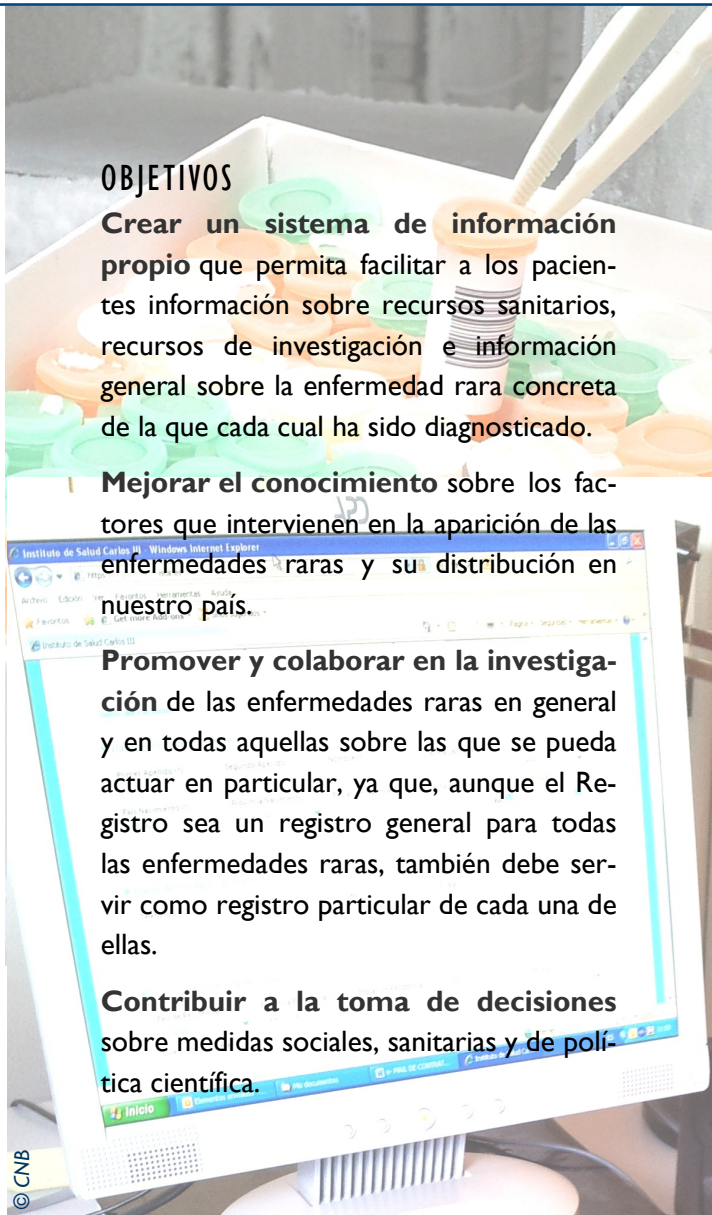 OBJETIVOS
Crear un sistema de información
propio que permita facilitar a los pacien-
tes información sobre recursos sanitarios,
recursos de investigación e información
general sobre la enfermedad rara concreta
de la que cada cual ha sido diagnosticado.
Mejorar el conocimiento sobre los fac-
tores que intervienen en la aparición de las
enfermedades raras y su distribución en
nuestro país.
Promover y colaborar en la investiga-
ción de las enfermedades raras en general
y en todas aquellas sobre las que se pueda
actuar en particular, ya que, aunque el Re-
gistro sea un registro general para todas
las enfermedades raras, también debe ser-
vir como registro particular de cada una de
ellas.
Contribuir a la toma de decisiones
sobre medidas sociales, sanitarias y de polí-
tica científica.
Instituto de Salud Carlos III - Windows Internet Explorer
Archivo Edición Ver Favoritos Herramientas Ayuda
Favoritos Get more Add-ons
Instituto de Salud Carlos III
Inicio
Mis documentos
© CNB